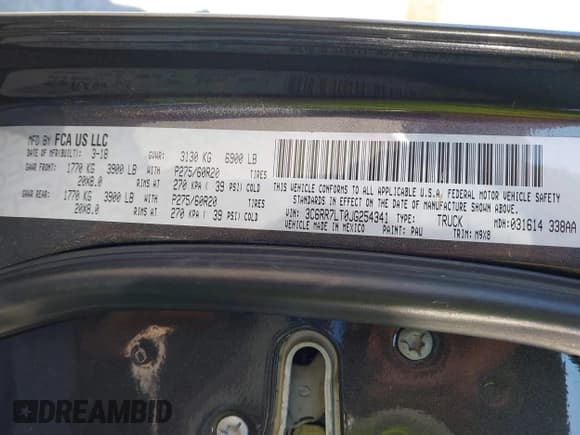 MFD BY FCA US LLC
DATE OF MFR(BUILT): 3-18 GVWR: 3130 KG 6900 LB
GWAR FRONT: 1770 KG 3900 LB P275/60R20 TIRES
20X8.0 RIMS AT 270 KPA ( 39 PSI) COLD
WITH
GWAR REAR: 1770 KG 3900 LB P275/60R20 TIRES
20X8.0 RIMS AT 270 KPA ( 39 PSI) COLD
WITH
THIS VEHICLE CONFORMS TO ALL APPLICABLE U.S.A. FEDERAL MOTOR VEHICLE SAFETY
STANDARDS IN EFFECT ON THE DATE OF MANUFACTURE SHOWN ABOVE.
VIN: 3C6RR7LT0JG254341 TYPE: TRUCK MDH: 031614 338AA
VEHICLE MADE IN MEXICO PAINT: PAU TRIM: M9X8
DREAMBID